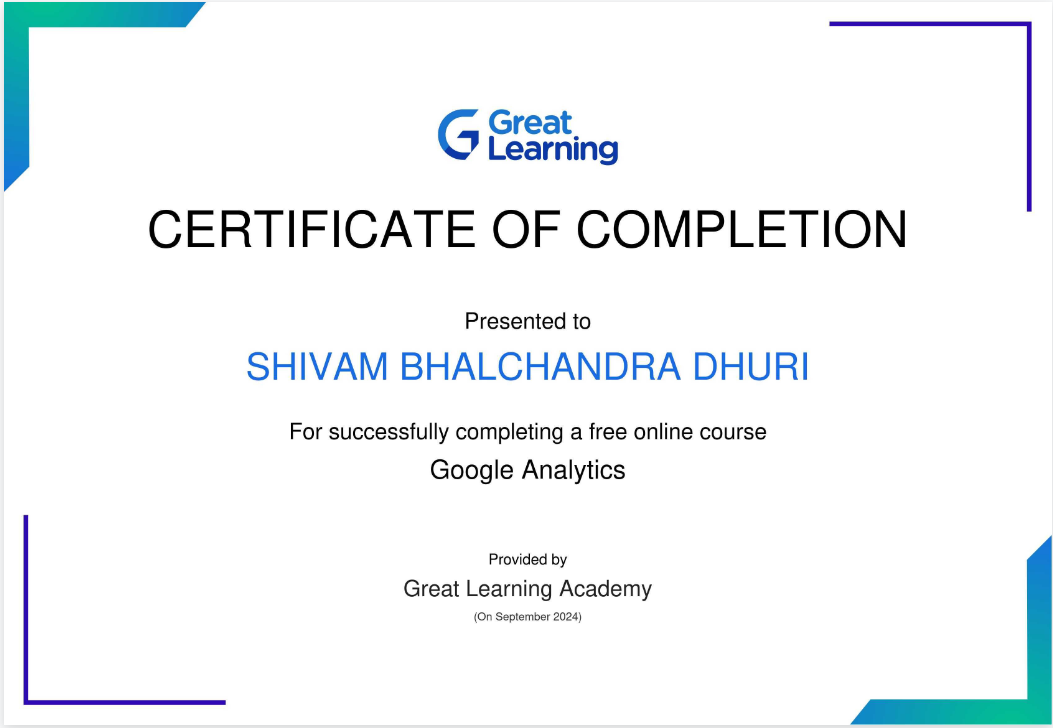 Great
Learning
CERTIFICATE OF COMPLETION
Presented to
SHIVAM BHALCHANDRA DHURI
For successfully completing a free online course
Google Analytics
Provided by
Great Learning Academy
(On September 2024)